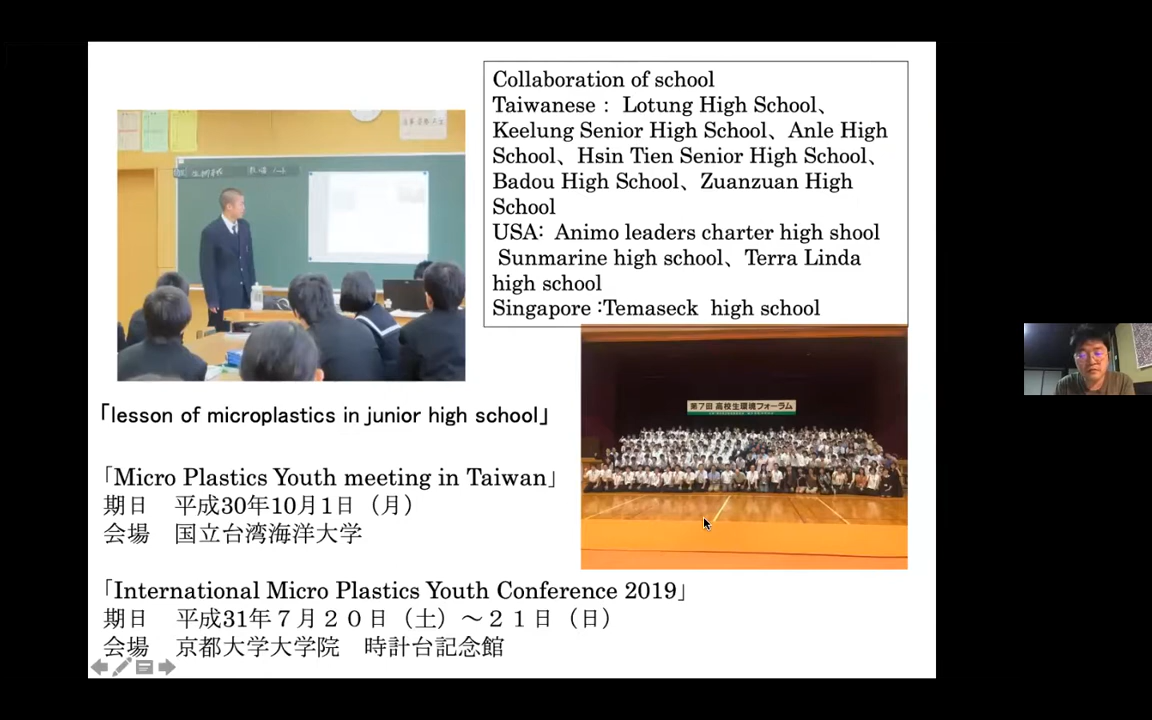 Collaboration of school
Taiwanese： Lotung High School、
Keelung Senior High School、Anle High
School、Hsin Tien Senior High School、
Badou High School、Zuanzuan High
School
USA: Animo leaders charter high shool
Sunmarine high school、Terra Linda
high school
Singapore :Temaseck high school
第7回 高校生環境フォーラム
「lesson of microplastics in junior high school」
「Micro Plastics Youth meeting in Taiwan」
期日　平成30年10月1日（月）
会場　国立台湾海洋大学
「International Micro Plastics Youth Conference 2019」
期日　平成31年７月２０日（土）～２１日（日）
会場　京都大学大学院　時計台記念館